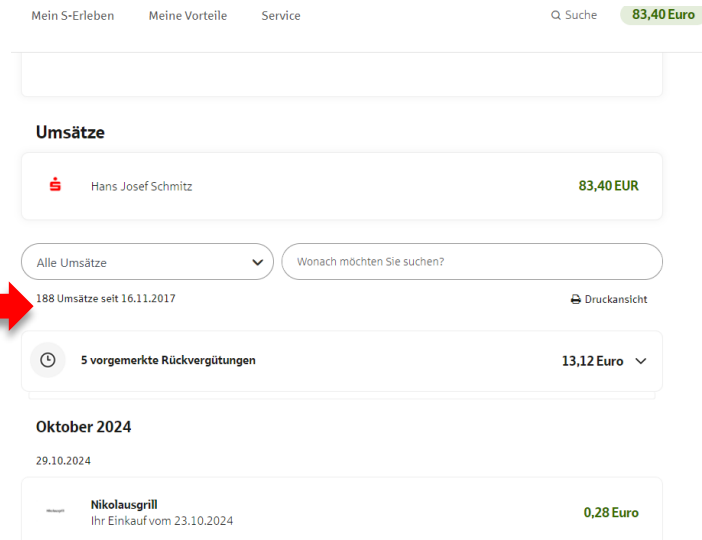 Mein S-Erleben Meine Vorteile Service Suche 83,40 Euro
Umsätze
Hans Josef Schmitz 83,40 EUR
Alle Umsätze Wonach möchten Sie suchen?
188 Umsätze seit 16.11.2017 Druckansicht
5 vorgemerkte Rückvergütungen 13,12 Euro
Oktober 2024
29.10.2024
Nikolausgrill
Ihr Einkauf vom 23.10.2024 0,28 Euro